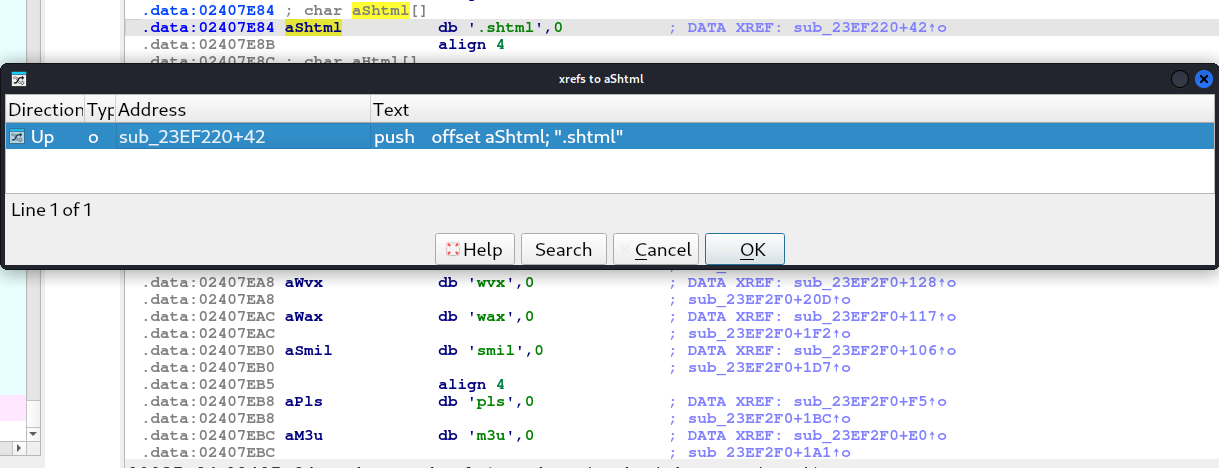 .data:02407E84 ; char aShtml[]
.data:02407E84 aShtml db '.shtml',0 ; DATA XREF: sub_23EF220+42↑o
.data:02407E8B align 4
.data:02407E8C ; char aHtml[]
xrefs to aShtml
Direction Typ Address Text
Up o sub_23EF220+42 push offset aShtml; ".shtml"
Line 1 of 1
Help Search Cancel OK
.data:02407EA8 aWvx db 'wvx',0 ; DATA XREF: sub_23EF2F0+128↑o
.data:02407EA8 ; sub_23EF2F0+20D↑o
.data:02407EAC aWax db 'wax',0 ; DATA XREF: sub_23EF2F0+117↑o
.data:02407EAC ; sub_23EF2F0+1F2↑o
.data:02407EB0 aSmil db 'smil',0 ; DATA XREF: sub_23EF2F0+106↑o
.data:02407EB0 ; sub_23EF2F0+1D7↑o
.data:02407EB5 align 4
.data:02407EB8 aPls db 'pls',0 ; DATA XREF: sub_23EF2F0+F5↑o
.data:02407EB8 ; sub_23EF2F0+1BC↑o
.data:02407EBC aM3u db 'm3u',0 ; DATA XREF: sub_23EF2F0+E0↑o
.data:02407EBC ; sub_23EF2F0+1A1↑o